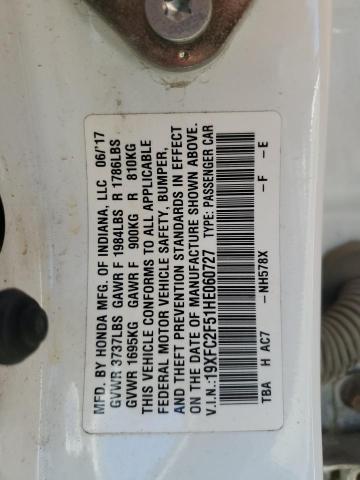 MFD. BY HONDA MFG. OF INDIANA, LLC 06/'17
GVWR 3737LBS GAWR F 1984LBS R 1786LBS
GVWR 1695KG GAWR F 900KG R 810KG
THIS VEHICLE CONFORMS TO ALL APPLICABLE
FEDERAL MOTOR VEHICLE SAFETY, BUMPER,
AND THEFT PREVENTION STANDARDS IN EFFECT
ON THE DATE OF MANUFACTURE SHOWN ABOVE.
V.I.N.:19XFC2F51HE060727 TYPE: PASSENGER CAR
TBA H AC7 -NH578X -F -E